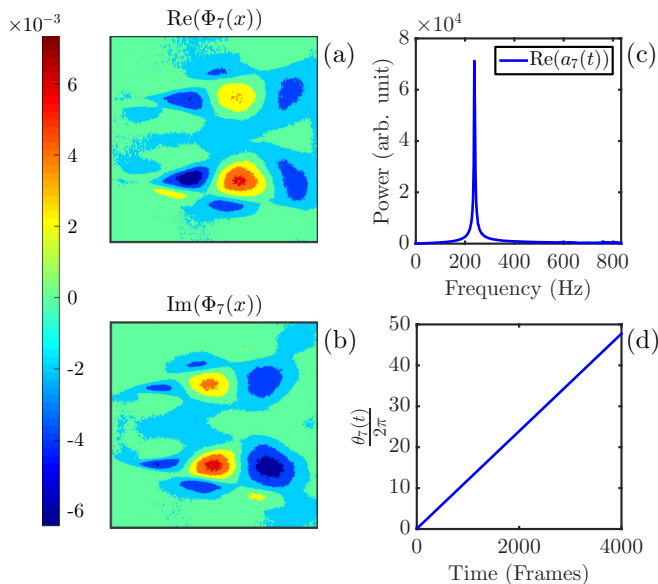 ×10⁻³
6
4
2
0
-2
-4
-6
Re(Φ₇(x))
(a)
Im(Φ₇(x))
(b)
×10⁴
8
6
4
2
0
Power (arb. unit)
Re(a₇(t))
(c)
0 200 400 600 800
Frequency (Hz)
50
40
30
20
10
0
θ₇(t)
2π
(d)
0 2000 4000
Time (Frames)